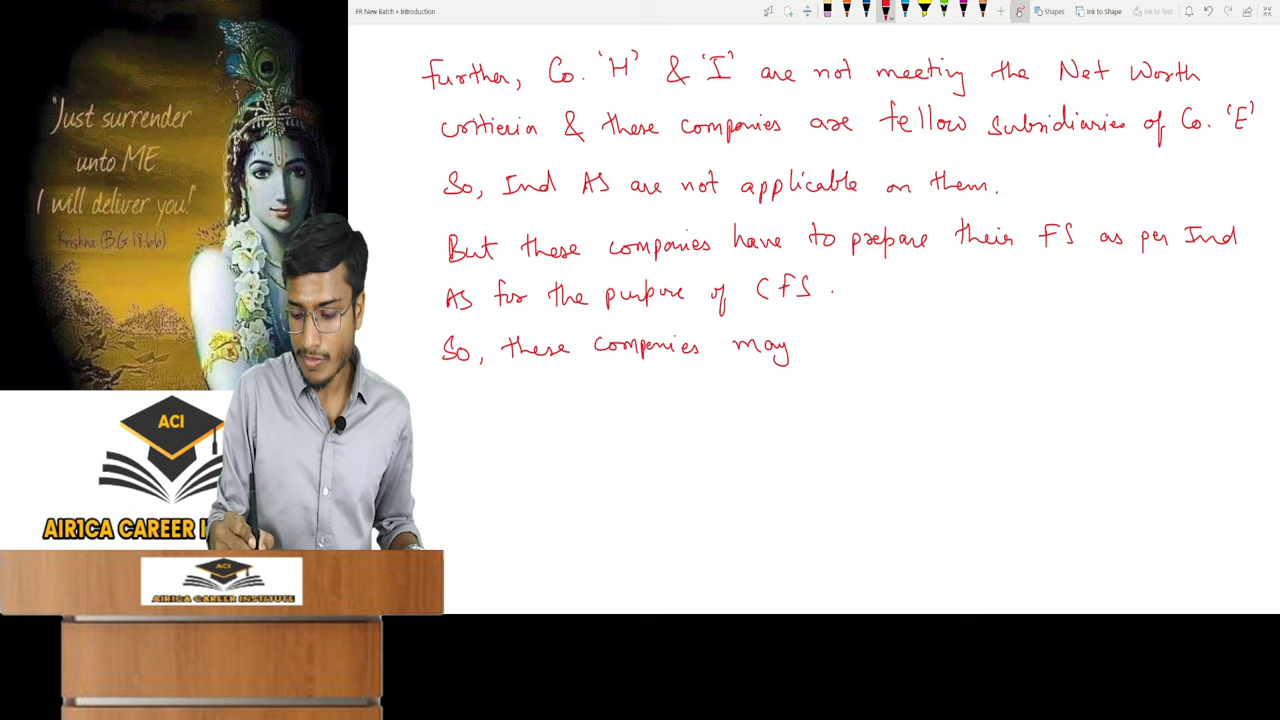 FR New Batch » Introduction
Shapes
Ink to Shape
Ink to Text
"Just surrender
unto ME
I will deliver you!"
-Krishna (BG 18:66)
further, Co. 'H' & 'I' are not meeting the Net Worth
criteria & these companies are fellow subsidiaries of Co. 'E'
So, Ind AS are not applicable on them.
But these companies have to prepare their FS as per Ind
AS for the purpose of CFS.
So, these companies may
ACI
AIR1CA CAREER I
AIR1CA CAREER INSTITUTE